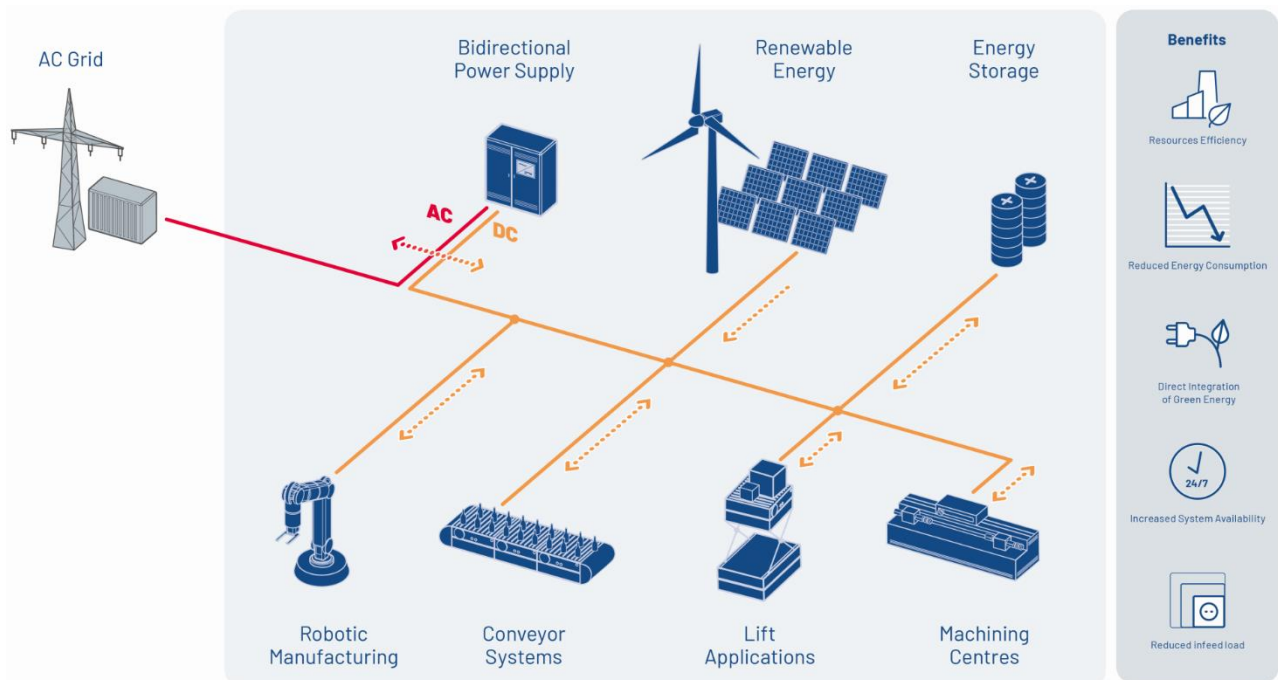 AC Grid
Bidirectional
Power Supply
Renewable
Energy
Energy
Storage
AC
DC
Robotic
Manufacturing
Conveyor
Systems
Lift
Applications
Machining
Centres
Benefits
Resources Efficiency
Reduced Energy Consumption
Direct Integration
of Green Energy
24/7
Increased System Availability
Reduced infeed load